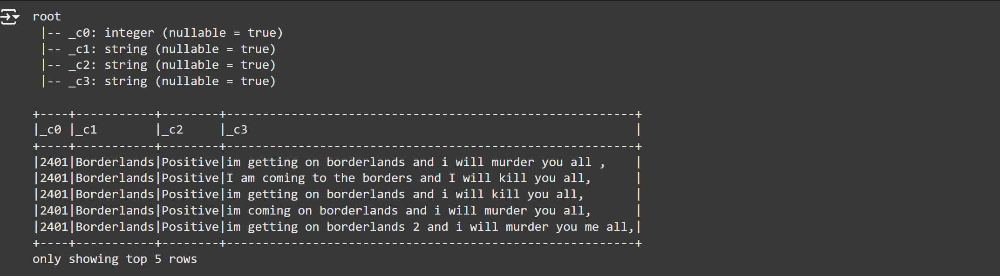 root
 |-- _c0: integer (nullable = true)
 |-- _c1: string (nullable = true)
 |-- _c2: string (nullable = true)
 |-- _c3: string (nullable = true)

+----+-----------+--------+---------------------------------------------------------+
|_c0 |_c1        |_c2     |_c3                                                      |
+----+-----------+--------+---------------------------------------------------------+
|2401|Borderlands|Positive|im getting on borderlands and i will murder you all ,    |
|2401|Borderlands|Positive|I am coming to the borders and I will kill you all,      |
|2401|Borderlands|Positive|im getting on borderlands and i will kill you all,       |
|2401|Borderlands|Positive|im coming on borderlands and i will murder you all,      |
|2401|Borderlands|Positive|im getting on borderlands 2 and i will murder you me all,|
+----+-----------+--------+---------------------------------------------------------+
only showing top 5 rows